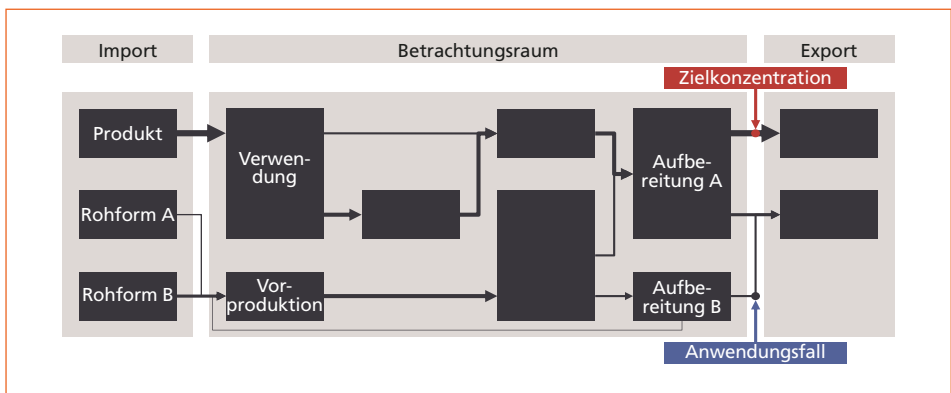 Import
Betrachtungsraum
Export
Zielkonzentration
Produkt
Verwen-
dung
Aufbe-
reitung A
Rohform A
Rohform B
Vor-
produktion
Aufbe-
reitung B
Anwendungsfall